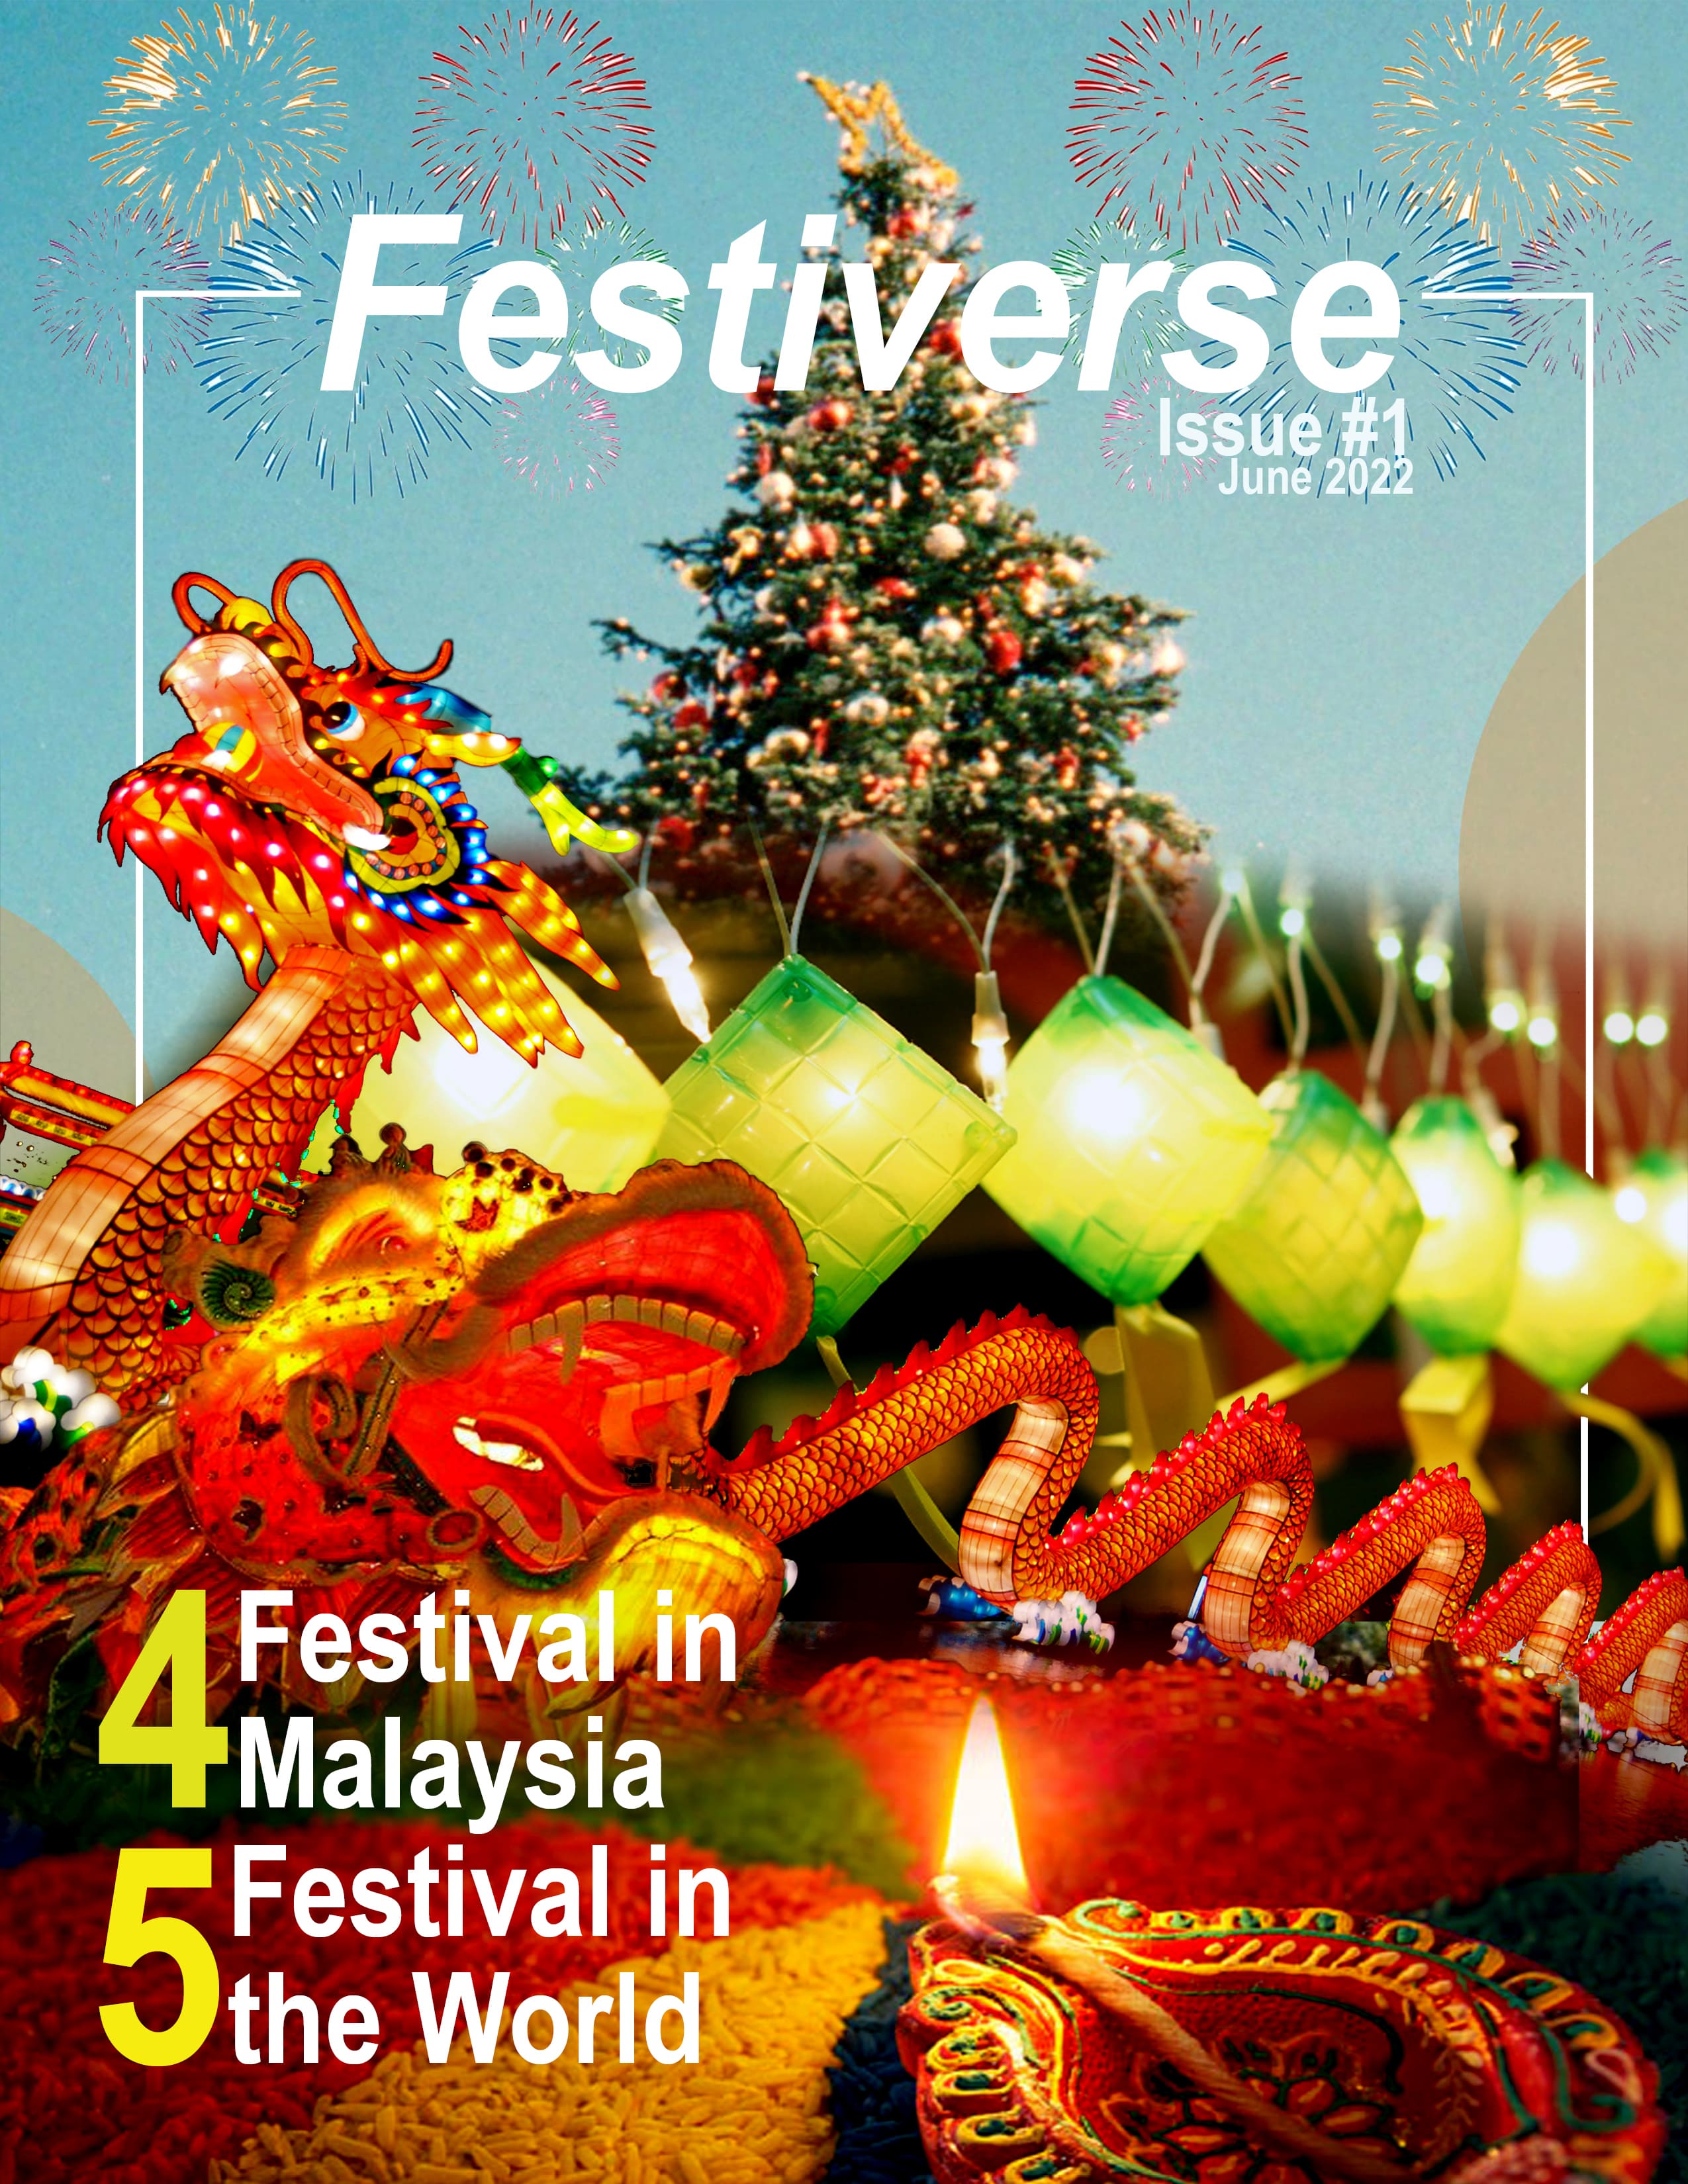 Festiverse
Issue #1
June 2022
4 Festival in
Malaysia
5 Festival in
the World